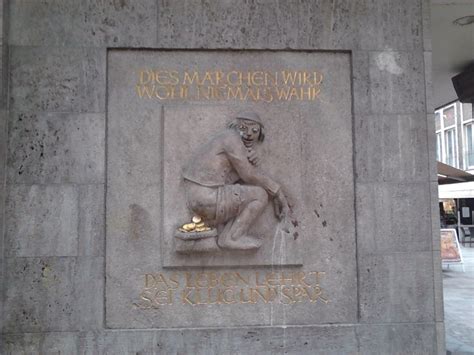 DIES MÄRCHEN WIRD
WOHL NIEMALS WAHR
DAS LEBEN LEHRT
SEI KLUG UND SPAR